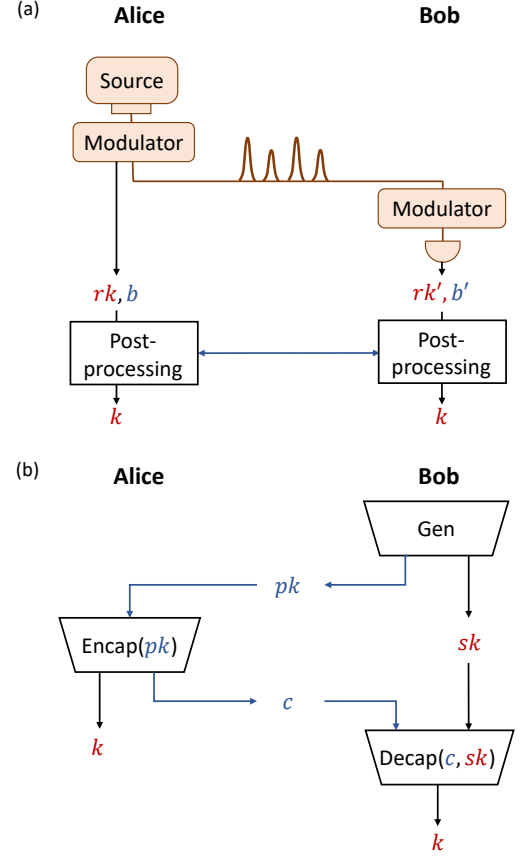 (a)
Alice Bob
Source
Modulator
Modulator
rk, b rk′, b′
Post-
processing
Post-
processing
k k
(b)
Alice Bob
Gen
pk
Encap(pk)
sk
c
k
Decap(c, sk)
k